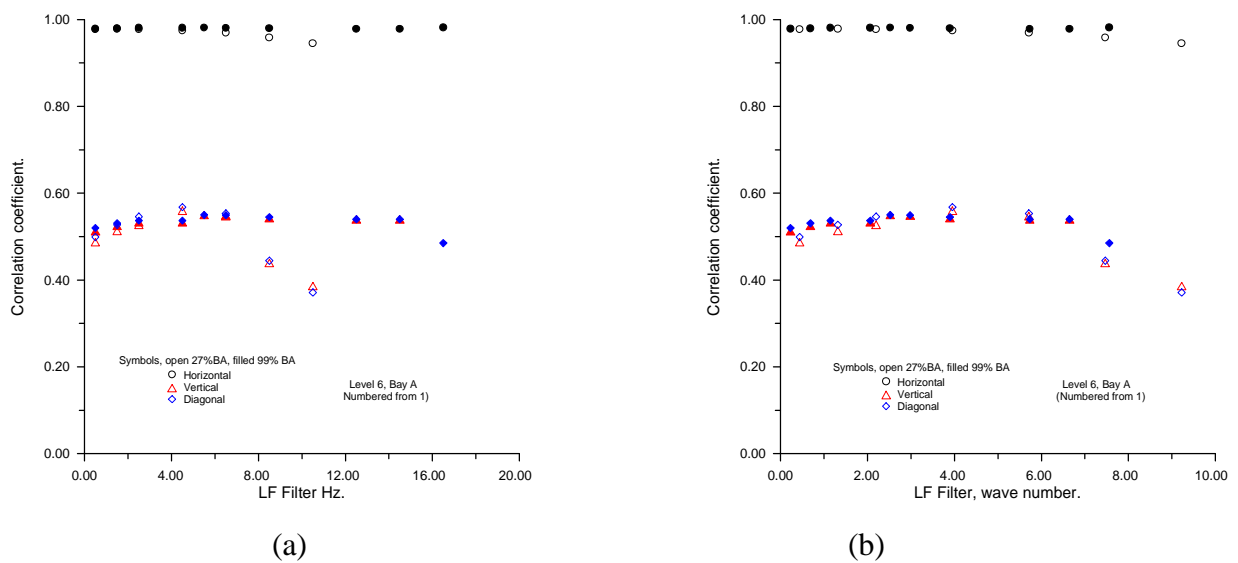 1.00
0.80
0.60
0.40
0.20
0.00
Correlation coefficient.
Symbols, open 27%BA, filled 99% BA
Horizontal
Vertical
Diagonal
Level 6, Bay A
Numbered from 1)
0.00 4.00 8.00 12.00 16.00 20.00
LF Filter Hz.
(a)
1.00
0.80
0.60
0.40
0.20
0.00
Correlation coefficient.
Symbols, open 27%BA, filled 99% BA
Horizontal
Vertical
Diagonal
Level 6, Bay A
(Numbered from 1)
0.00 2.00 4.00 6.00 8.00 10.00
LF Filter, wave number.
(b)